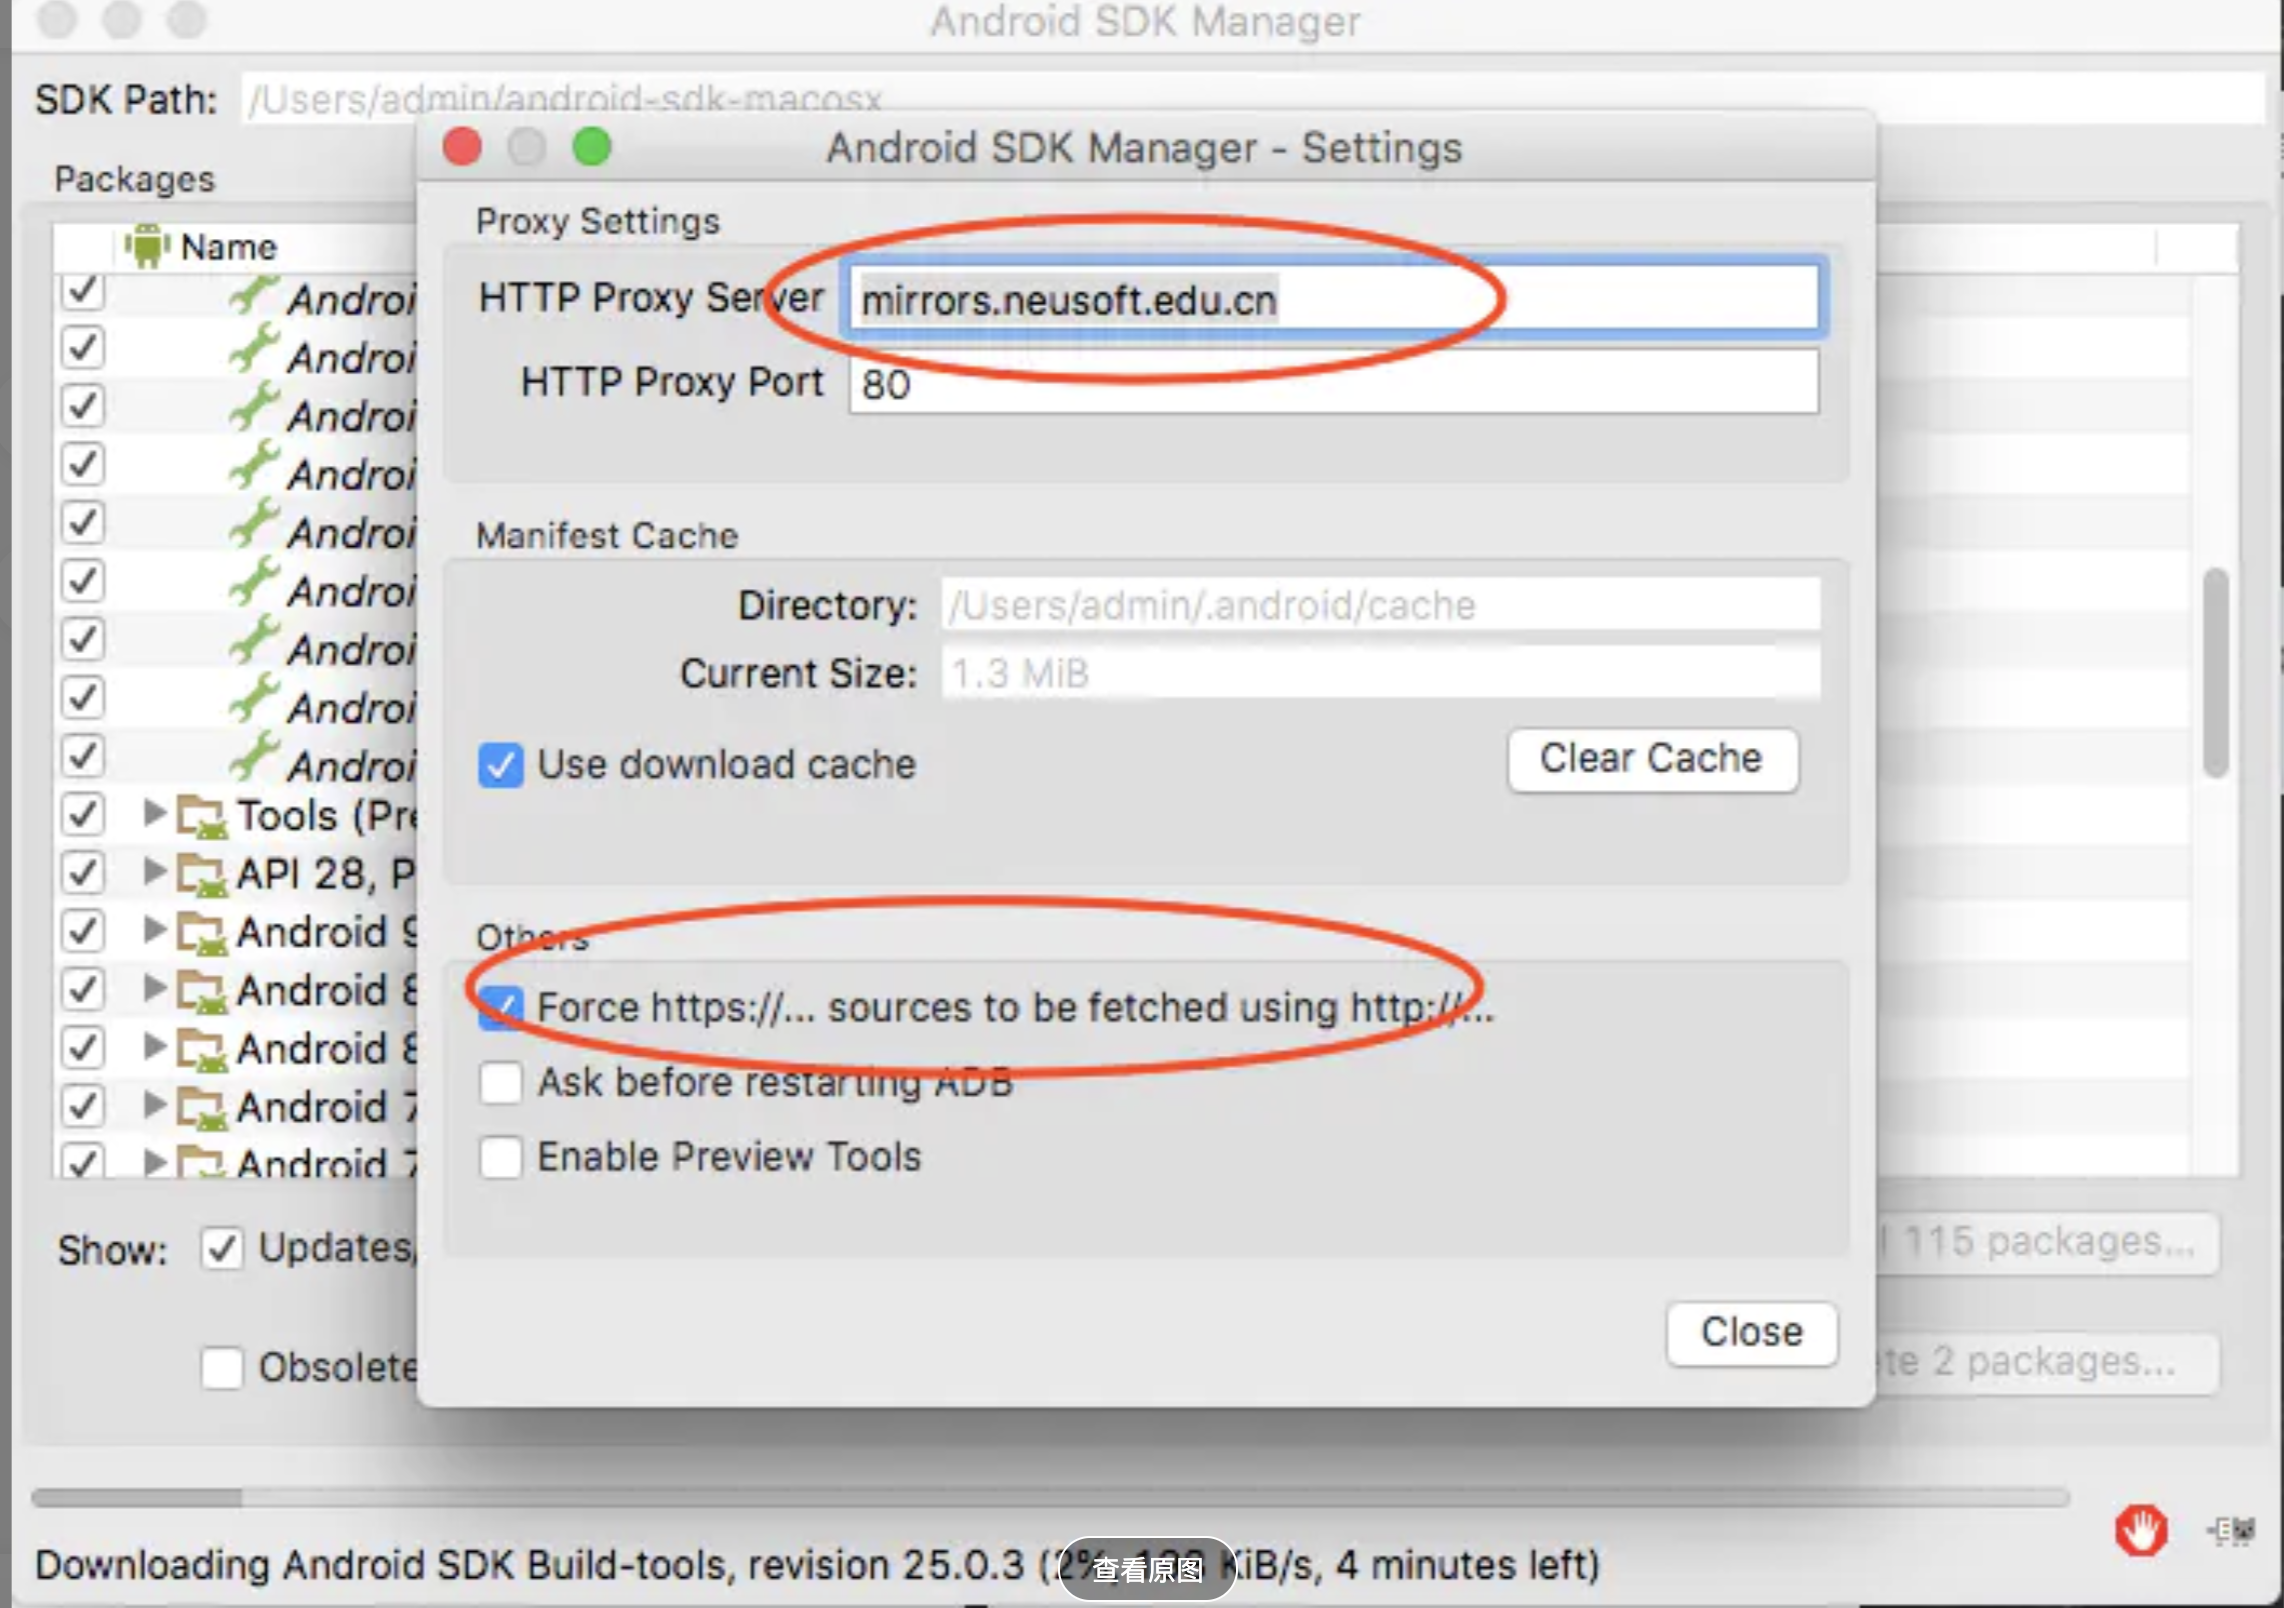 Android SDK Manager
SDK Path: /Users/admin/android-sdk-macosx
Packages
Name
Androi
Androi
Androi
Androi
Androi
Androi
Androi
Androi
Androi
Tools (Pre
API 28, P
Android 9
Android 8
Android 8
Android 7
Android 7
Show: Updates/
Obsolete
115 packages...
te 2 packages...
Android SDK Manager - Settings
Proxy Settings
HTTP Proxy Server mirrors.neusoft.edu.cn
HTTP Proxy Port 80
Manifest Cache
Directory: /Users/admin/.android/cache
Current Size: 1.3 MiB
Use download cache
Clear Cache
Others
Force https://... sources to be fetched using http://...
Ask before restarting ADB
Enable Preview Tools
Close
Downloading Android SDK Build-tools, revision 25.0.3 (2%, KiB/s, 4 minutes left)
查看原图